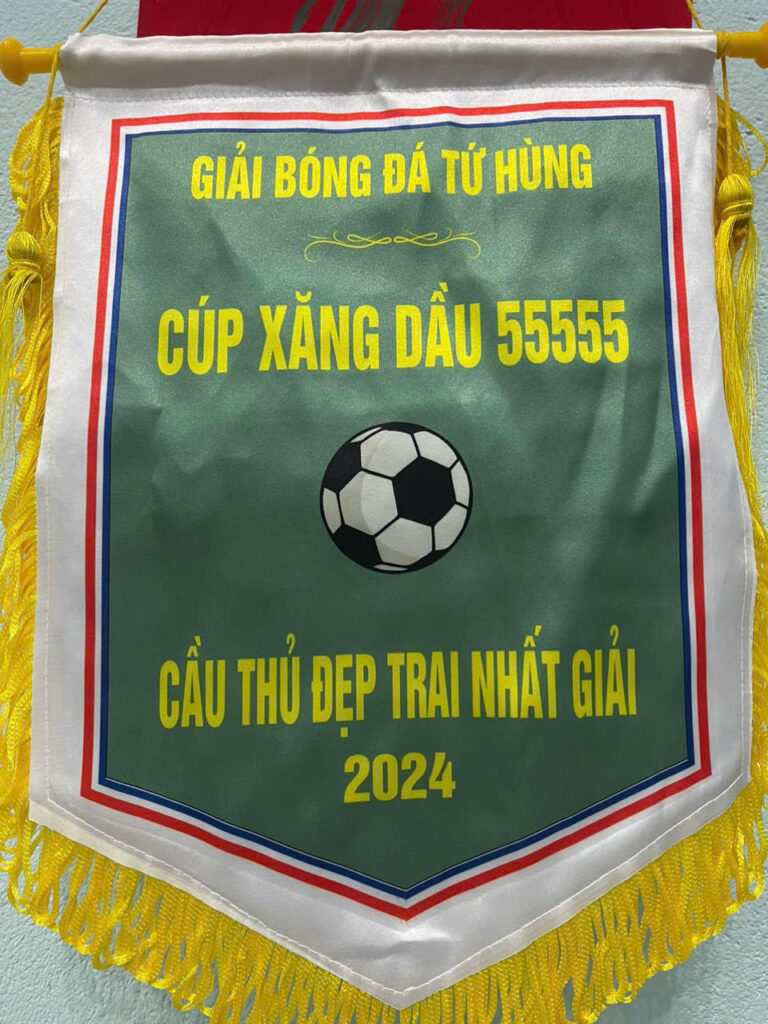 GIẢI BÓNG ĐÁ TỨ HÙNG
CÚP XĂNG DẦU 55555
CẦU THỦ ĐẸP TRAI NHẤT GIẢI
2024